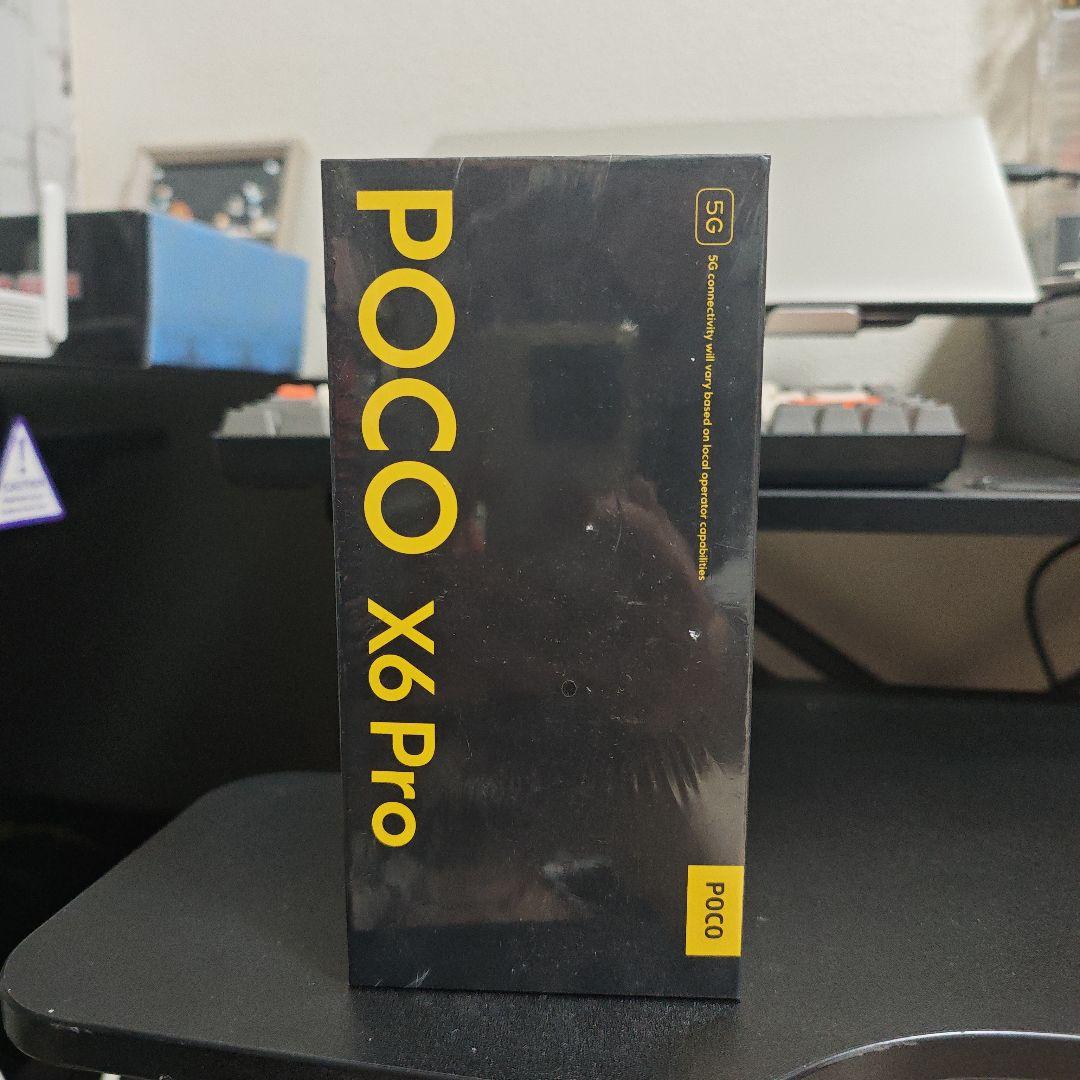 POCO X6 Pro
5G
5G connectivity will vary based on local operator capabilities
POCO